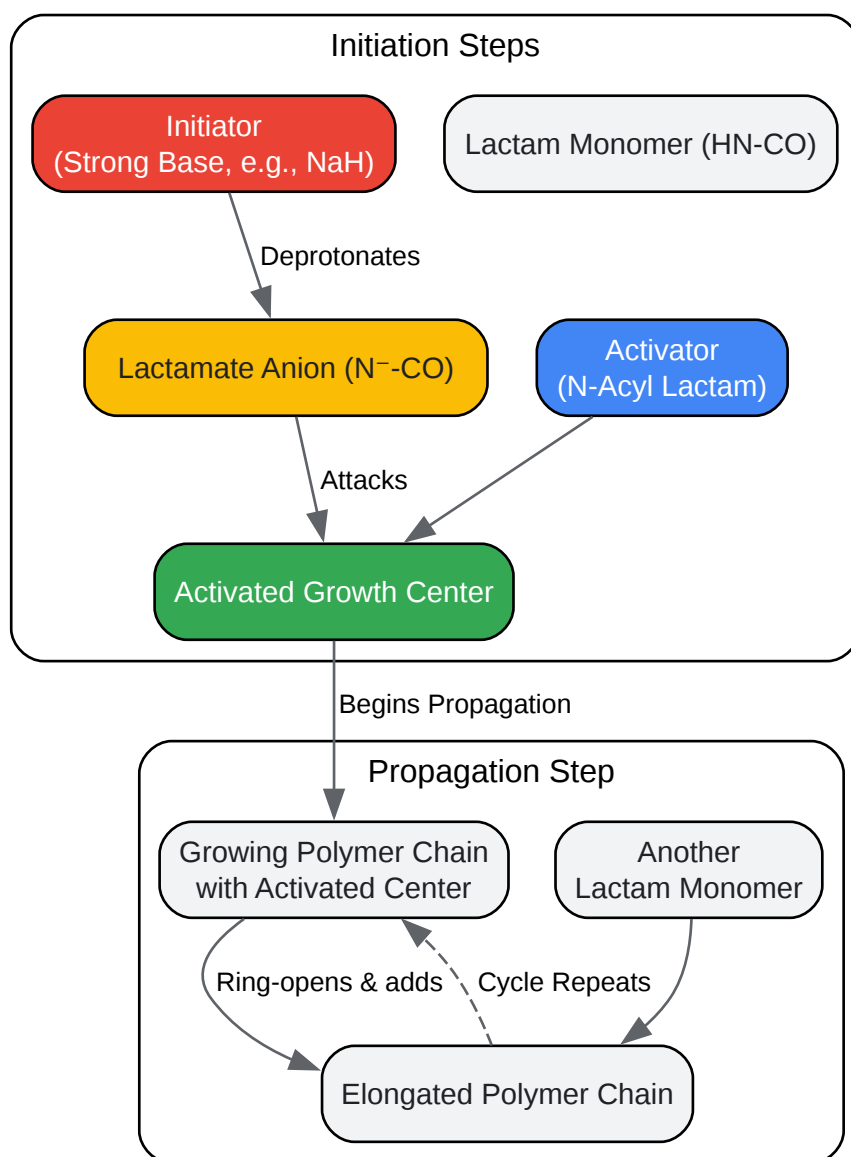 Initiation Steps
Initiator
(Strong Base, e.g., NaH)
Lactam Monomer (HN-CO)
Deprotonates
Lactamate Anion (N⁻-CO)
Activator
(N-Acyl Lactam)
Attacks
Activated Growth Center
Begins Propagation
Propagation Step
Growing Polymer Chain
with Activated Center
Another
Lactam Monomer
Ring-opens & adds
Cycle Repeats
Elongated Polymer Chain